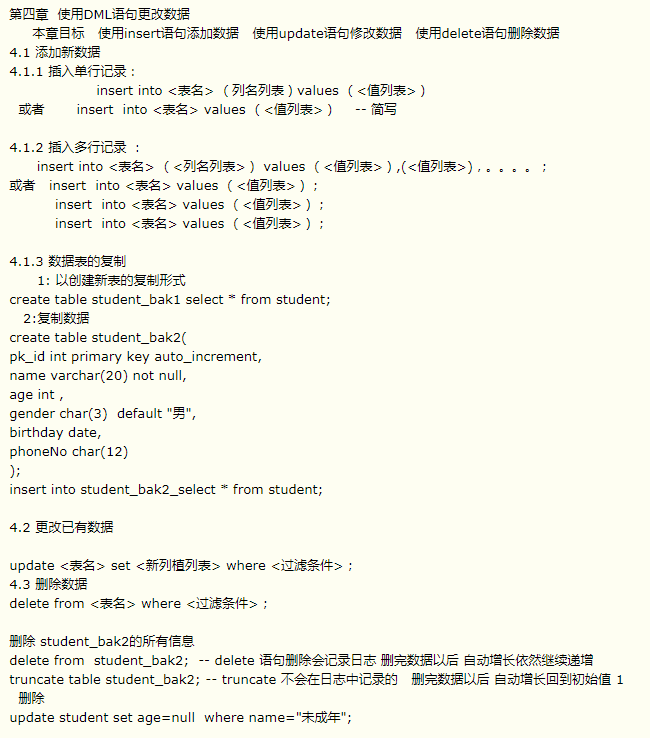 第四章 使用DML语句更改数据
本章目标 使用insert语句添加数据 使用update语句修改数据 使用delete语句删除数据
4.1 添加新数据
4.1.1 插入单行记录：
insert into <表名> （列名列表）values （<值列表>）
或者 insert into <表名> values （<值列表>） -- 简写
4.1.2 插入多行记录 ：
insert into <表名> （<列名列表>） values （<值列表>）,(<值列表>)，。。。。；
或者 insert into <表名> values （<值列表>）；
insert into <表名> values （<值列表>）；
insert into <表名> values （<值列表>）；
4.1.3 数据表的复制
1: 以创建新表的复制形式
create table student_bak1 select * from student;
2:复制数据
create table student_bak2(
pk_id int primary key auto_increment,
name varchar(20) not null,
age int ,
gender char(3) default "男",
birthday date,
phoneNo char(12)
);
insert into student_bak2_select * from student;
4.2 更改已有数据
update <表名> set <新列植列表> where <过滤条件>；
4.3 删除数据
delete from <表名> where <过滤条件>；
删除 student_bak2的所有信息
delete from student_bak2; -- delete 语句删除会记录日志 删完数据以后 自动增长依然继续递增
truncate table student_bak2; -- truncate 不会在日志中记录的 删完数据以后 自动增长回到初始值 1
删除
update student set age=null where name="未成年";